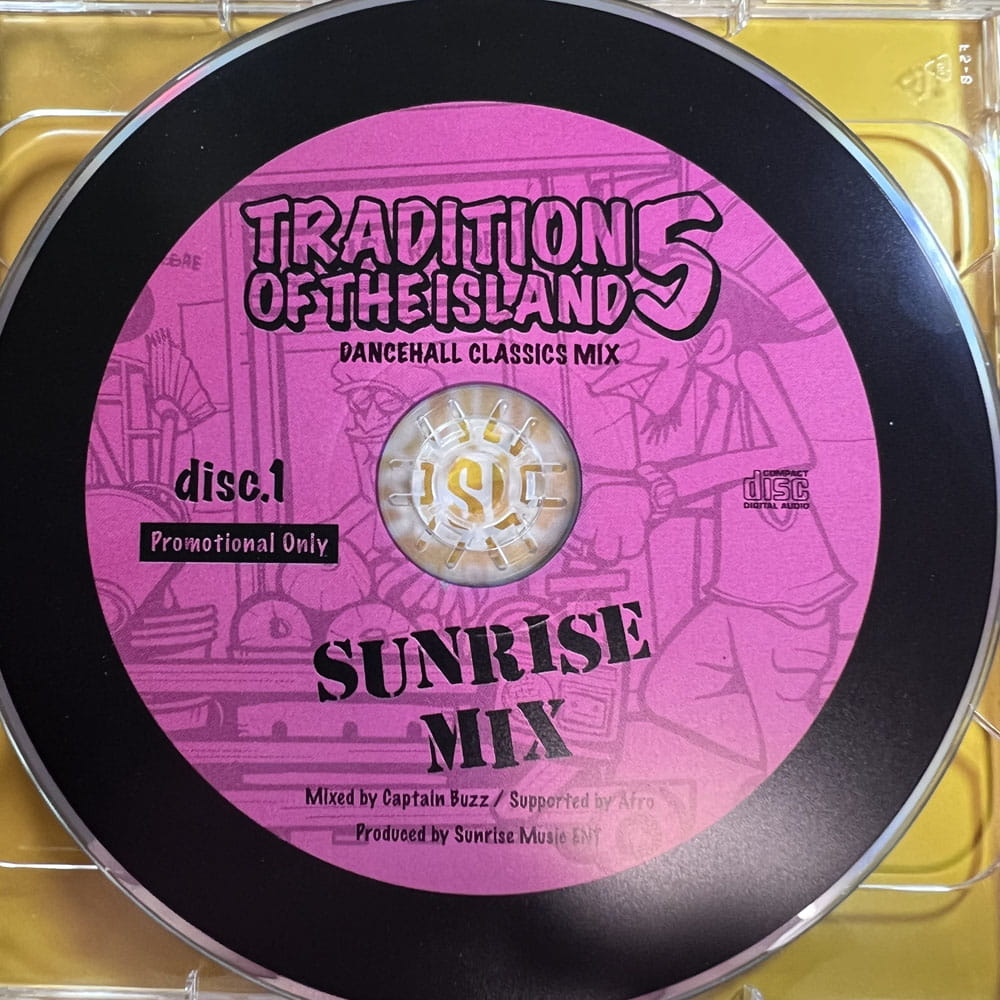 TRADITION
OF THE ISLAND 5
DANCEHALL CLASSICS MIX
disc.1
COMPACT
disc
DIGITAL AUDIO
Promotional Only
SUNRISE
MIX
Mixed by Captain Buzz / Supported by Afro
Produced by Sunrise Music ENT